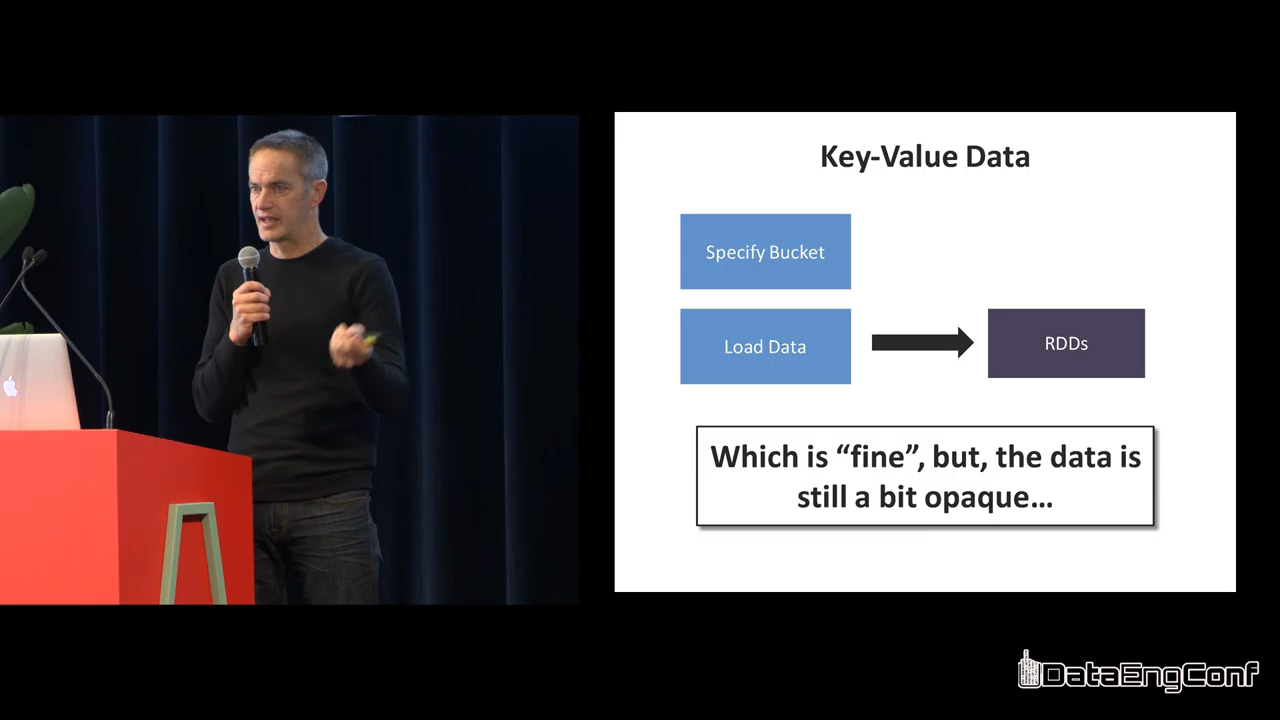 Key-Value Data
Specify Bucket
Load Data
RDDs
Which is “fine”, but, the data is
still a bit opaque…
DataEngConf